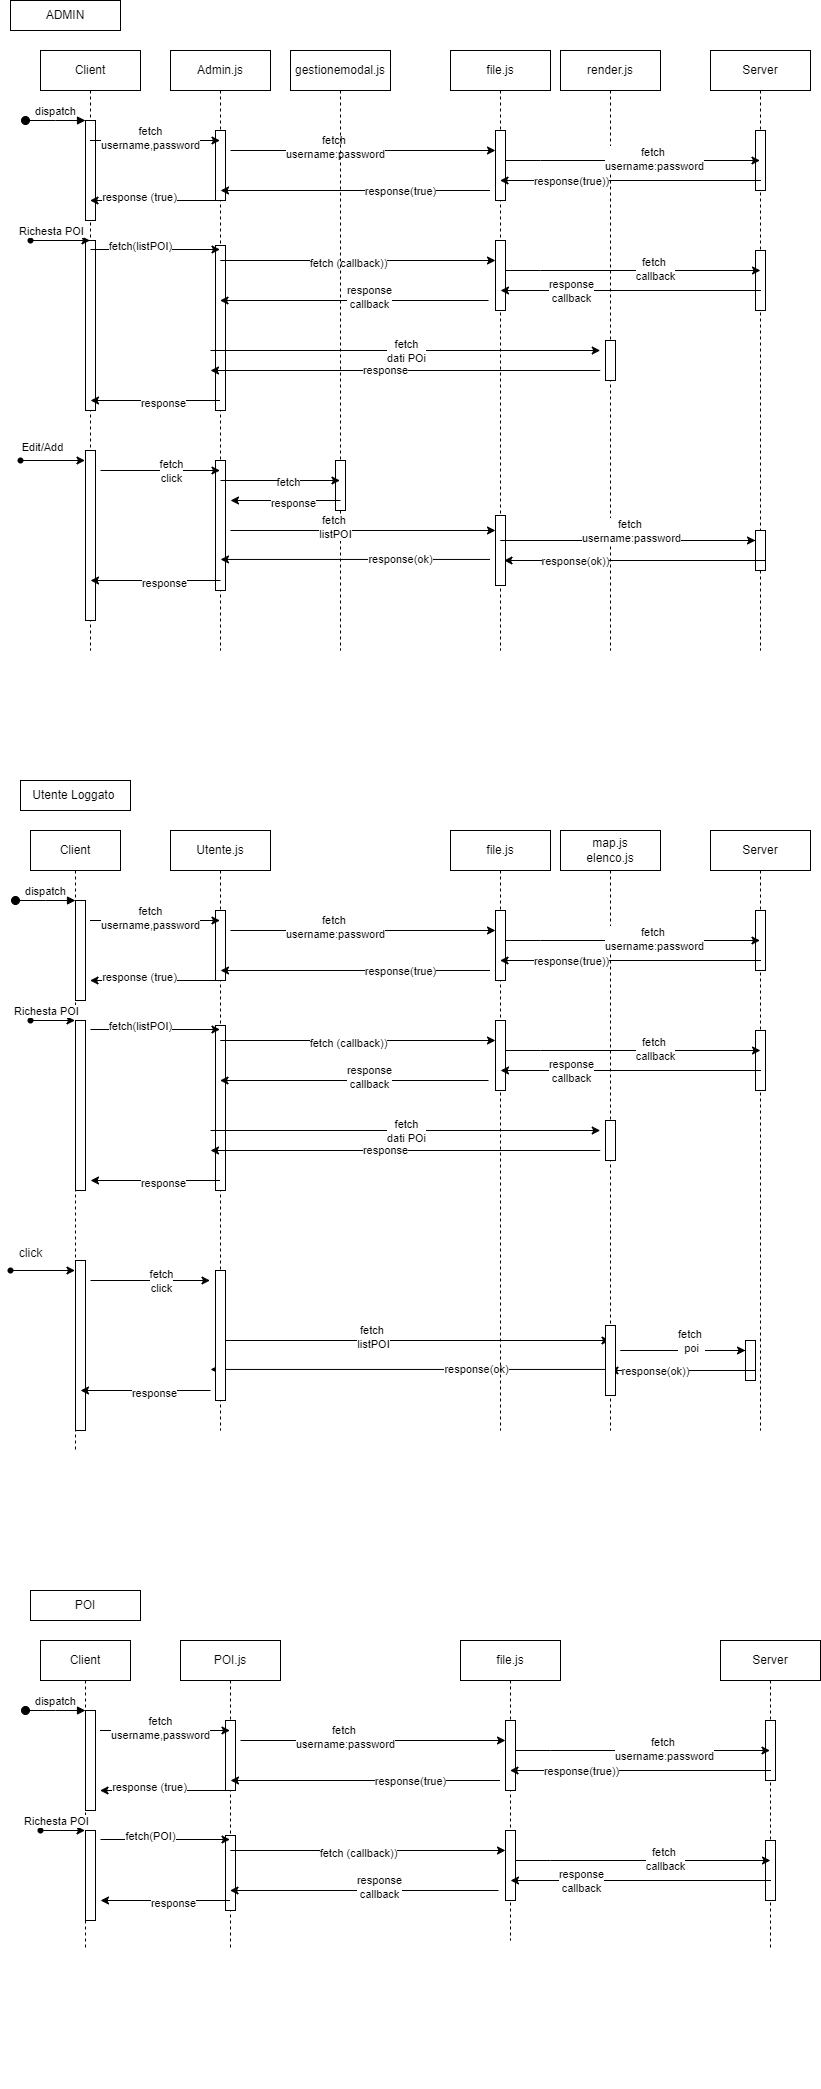 ADMIN
Client
Admin.js
gestionemodal.js
file.js
render.js
Server
dispatch
fetch
username,password
fetch
username:password
fetch
username:password
response (true)
response(true)
response(true))
Richesta POI
fetch(listPOI)
fetch (callback))
fetch
callback
response
callback
response
callback
fetch
dati POi
response
response
Edit/Add
fetch
click
fetch
response
fetch
listPOI
fetch
username:password
response(ok)
response(ok))
response
Utente Loggato
Client
Utente.js
file.js
map.js
elenco.js
Server
dispatch
fetch
username,password
fetch
username:password
fetch
username:password
response (true)
response(true)
response(true))
Richesta POI
fetch(listPOI)
fetch (callback))
fetch
callback
response
callback
response
callback
fetch
dati POi
response
response
click
fetch
click
fetch
listPOI
fetch
poi
response(ok)
response(ok))
response
POI
Client
POI.js
file.js
Server
dispatch
fetch
username,password
fetch
username:password
fetch
username:password
response (true)
response(true)
response(true))
Richesta POI
fetch(POI)
fetch (callback))
fetch
callback
response
callback
response
callback
response